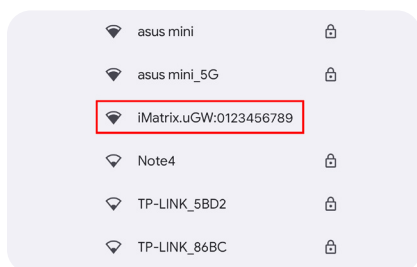 asus mini
asus mini_5G
iMatrix.uGW:0123456789
Note4
TP-LINK_5BD2
TP-LINK_86BC